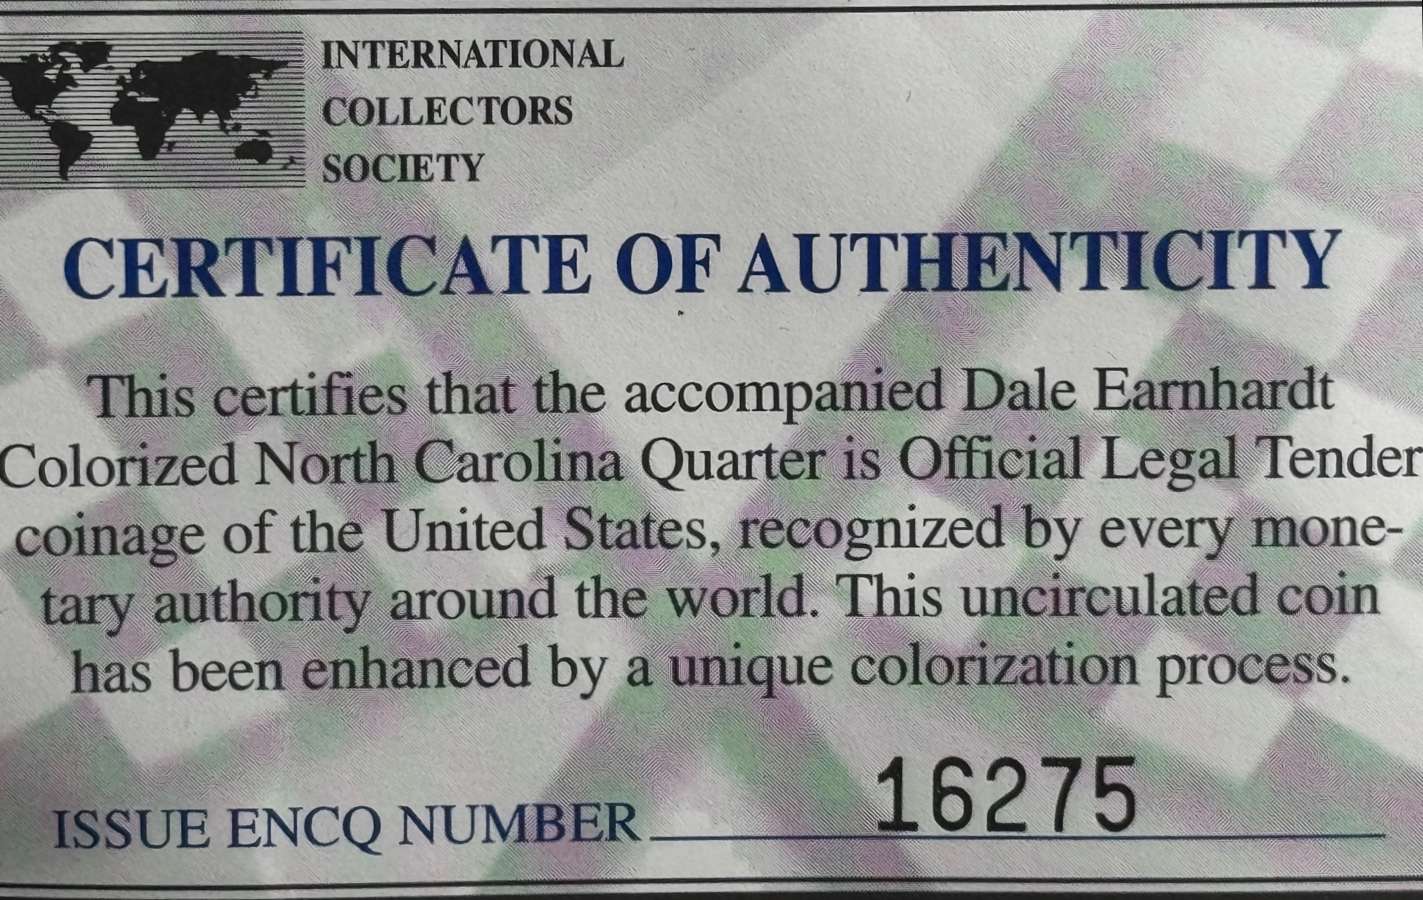 INTERNATIONAL
COLLECTORS
SOCIETY
CERTIFICATE OF AUTHENTICITY
This certifies that the accompanied Dale Earnhardt
Colorized North Carolina Quarter is Official Legal Tender
coinage of the United States, recognized by every mone-
tary authority around the world. This uncirculated coin
has been enhanced by a unique colorization process.
ISSUE ENCQ NUMBER 16275